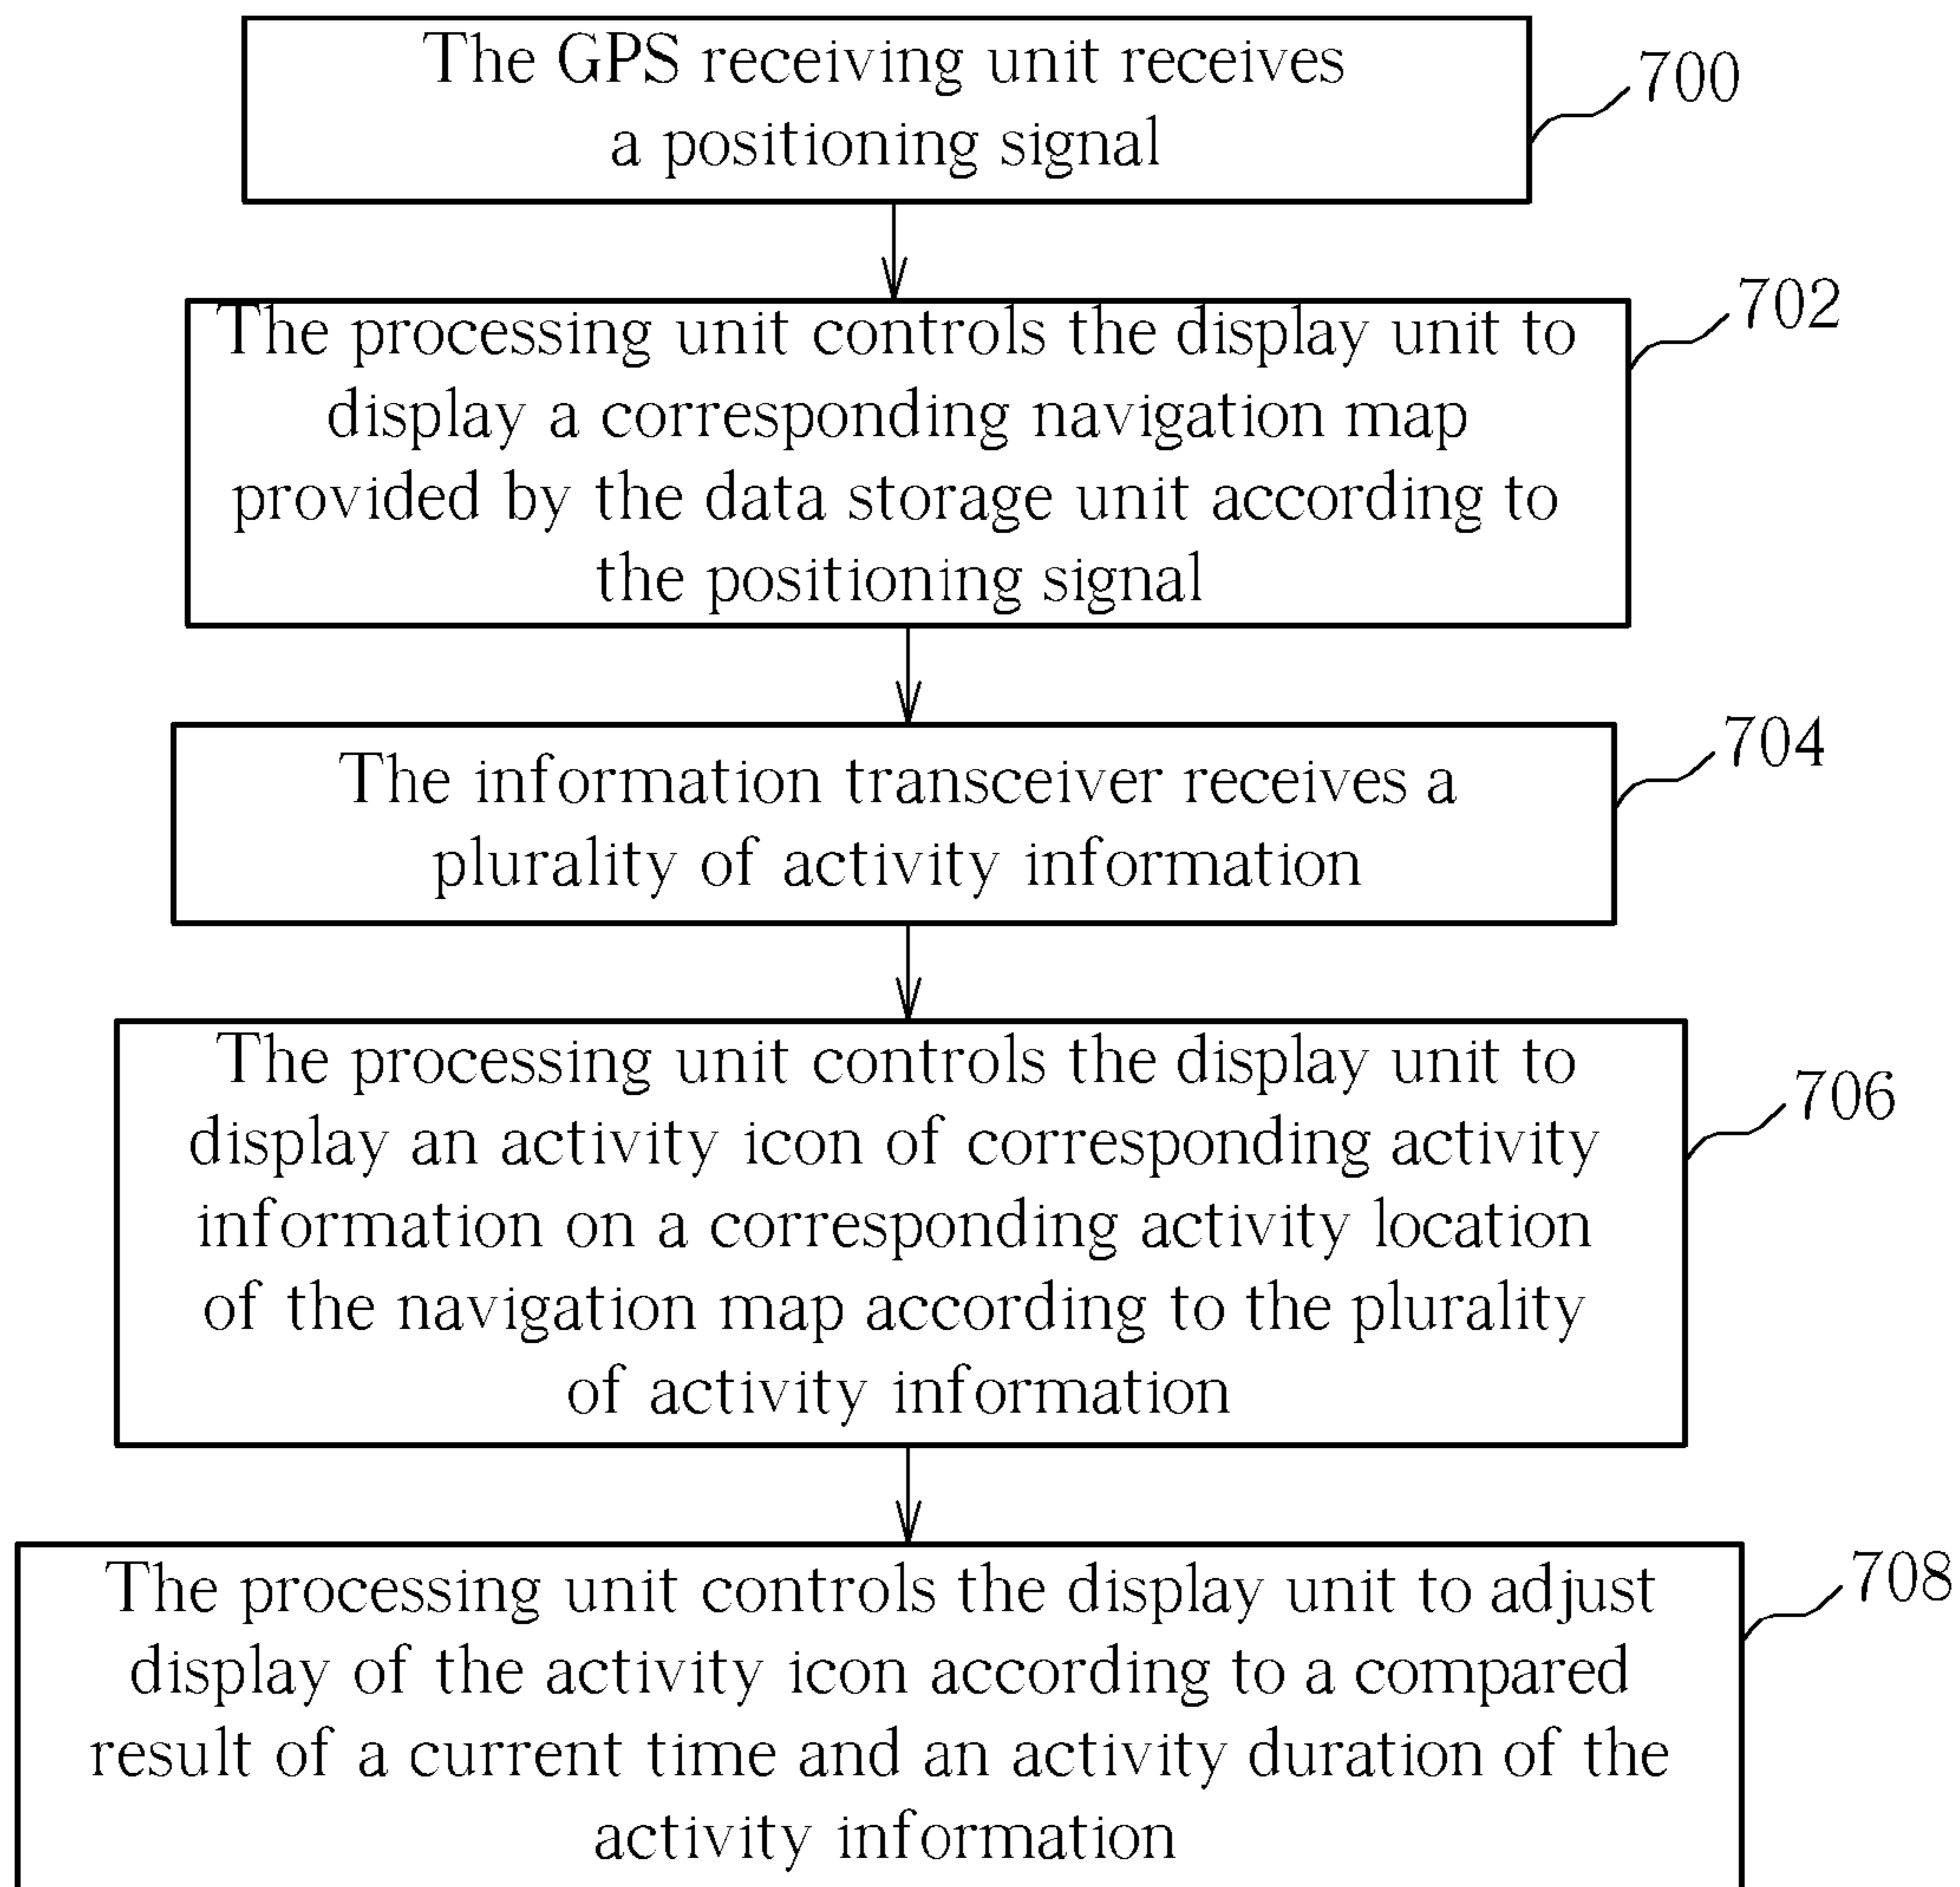 The GPS receiving unit receives
a positioning signal
700
The processing unit controls the display unit to
display a corresponding navigation map
provided by the data storage unit according to
the positioning signal
702
The information transceiver receives a
plurality of activity information
704
The processing unit controls the display unit to
display an activity icon of corresponding activity
information on a corresponding activity location
of the navigation map according to the plurality
of activity information
706
The processing unit controls the display unit to adjust
display of the activity icon according to a compared
result of a current time and an activity duration of the
activity information
708